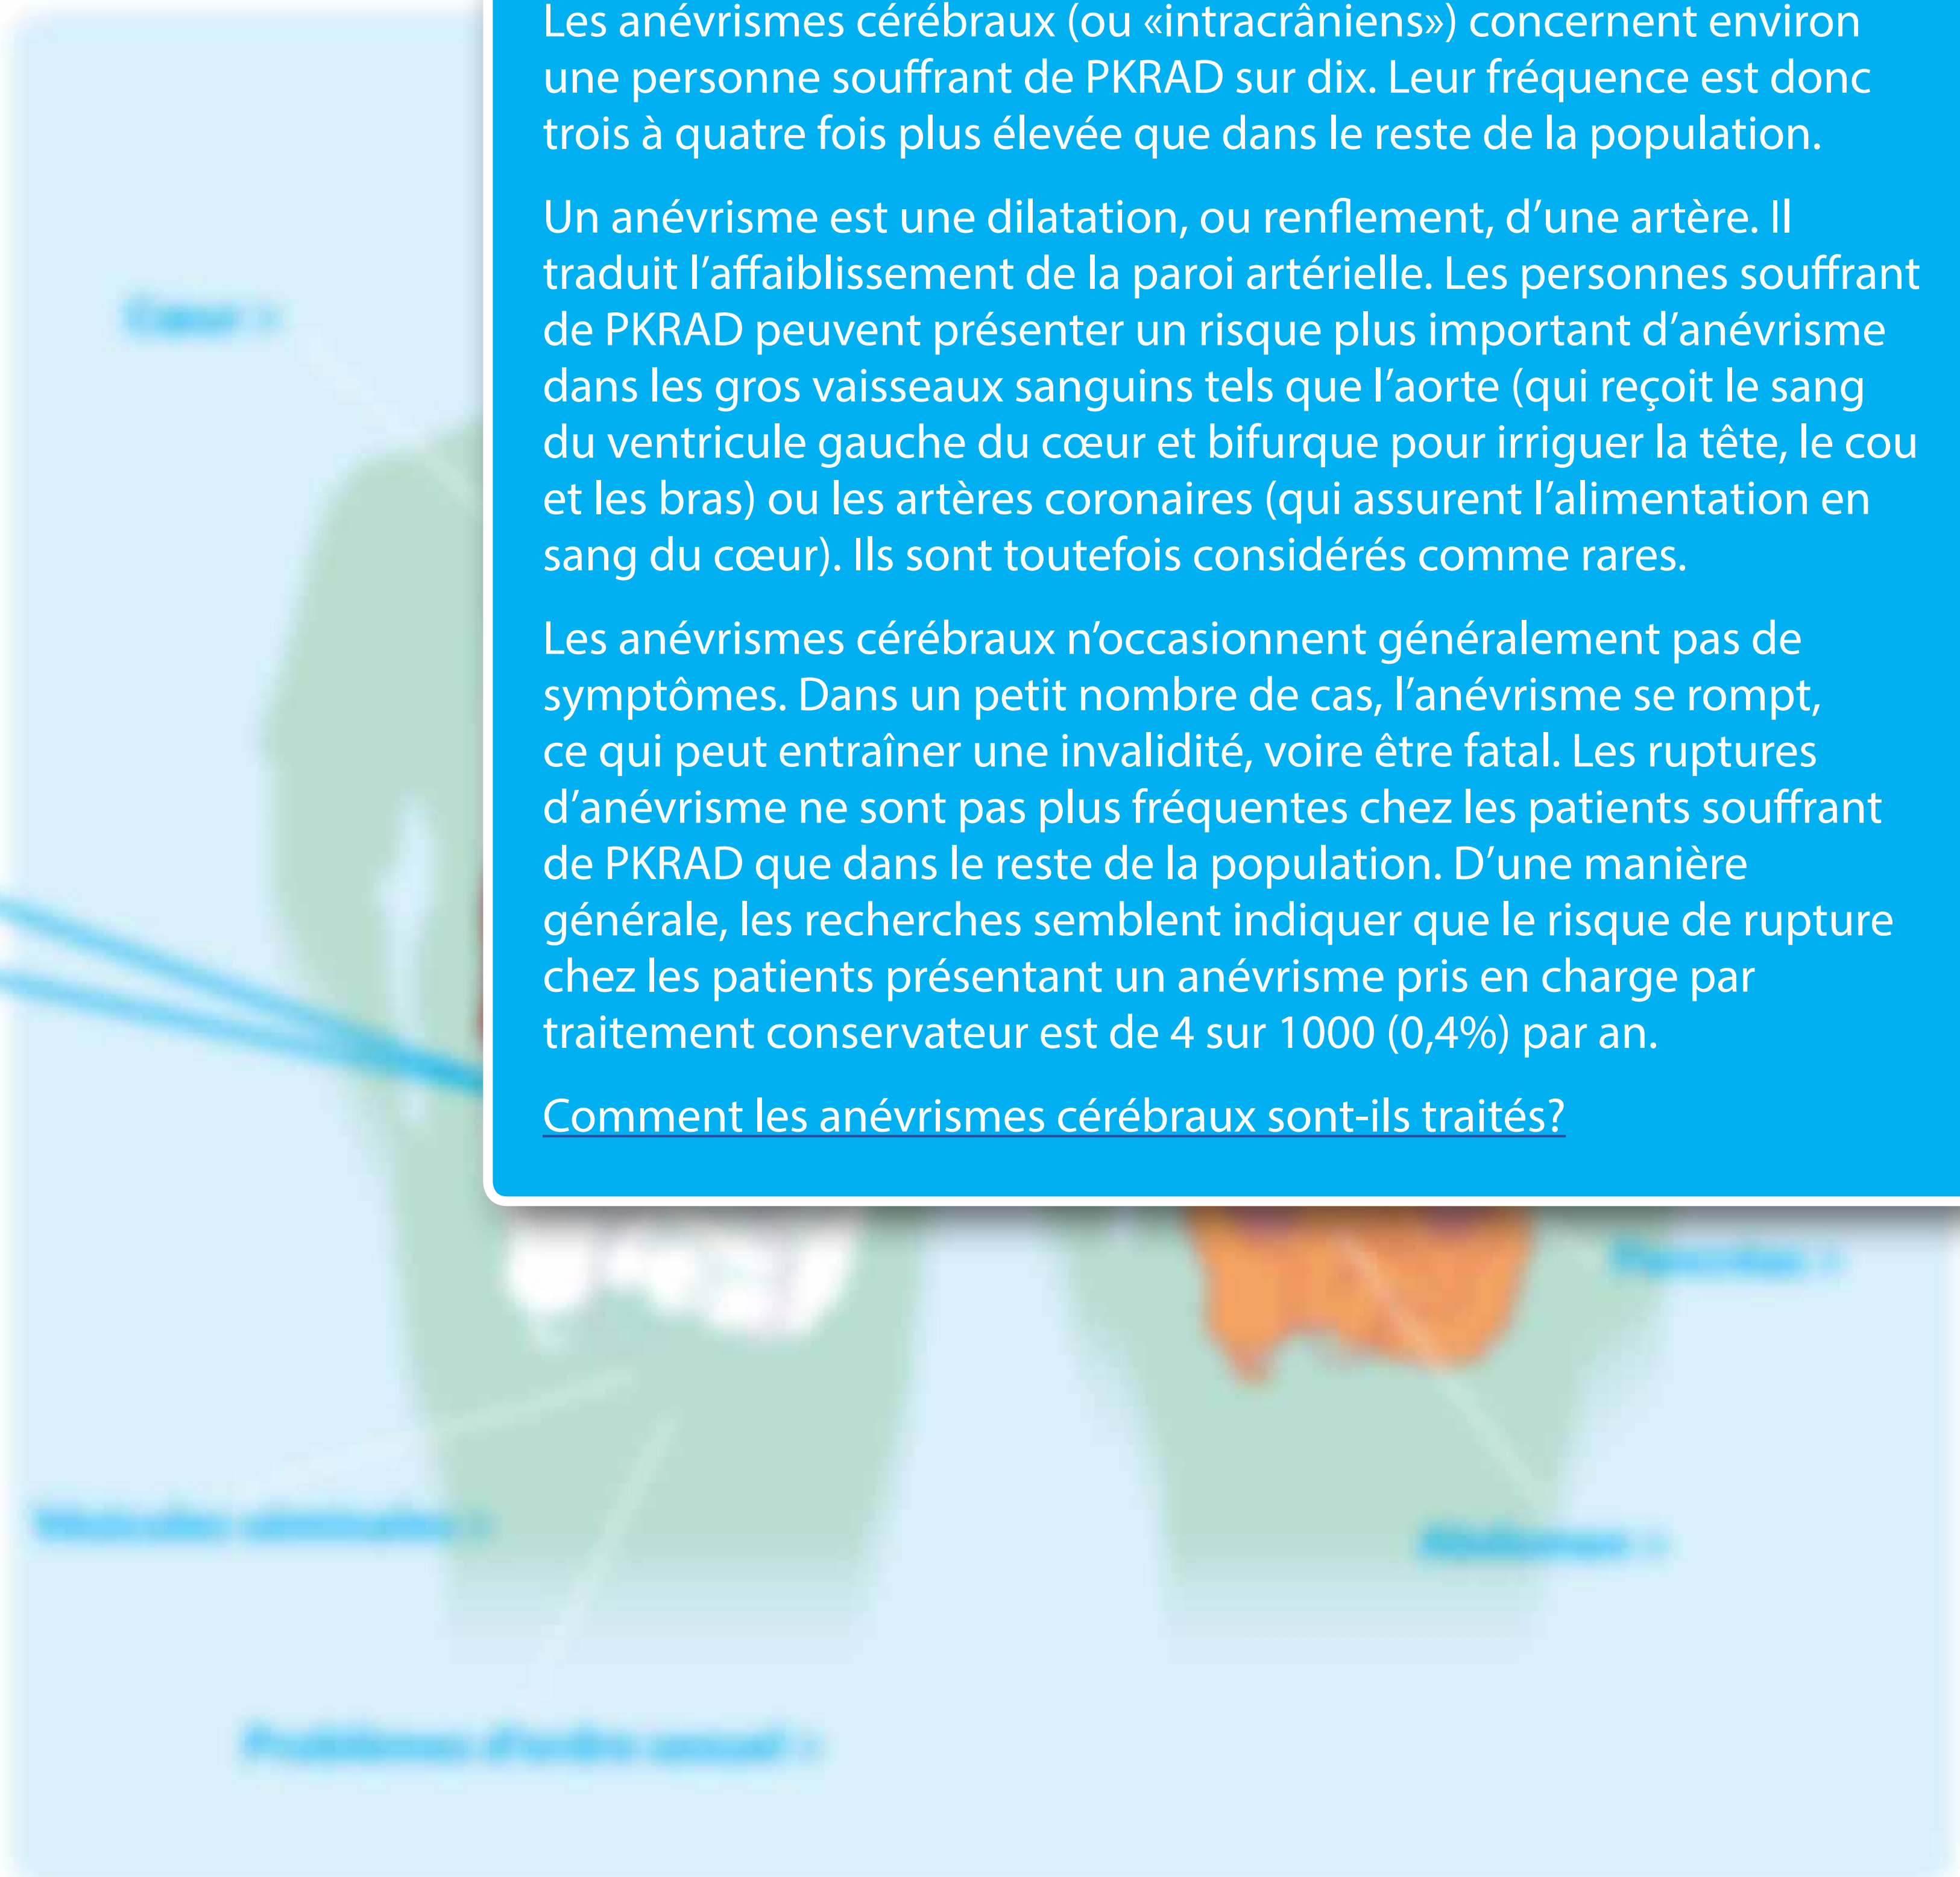 Les anévrismes cérébraux (ou «intracrâniens») concernent environ
une personne souffrant de PKRAD sur dix. Leur fréquence est donc
trois à quatre fois plus élevée que dans le reste de la population.
Un anévrisme est une dilatation, ou renflement, d’une artère. Il
traduit l’affaiblissement de la paroi artérielle. Les personnes souffrant
de PKRAD peuvent présenter un risque plus important d’anévrisme
dans les gros vaisseaux sanguins tels que l’aorte (qui reçoit le sang
du ventricule gauche du cœur et bifurque pour irriguer la tête, le cou
et les bras) ou les artères coronaires (qui assurent l’alimentation en
sang du cœur). Ils sont toutefois considérés comme rares.
Les anévrismes cérébraux n’occasionnent généralement pas de
symptômes. Dans un petit nombre de cas, l’anévrisme se rompt,
ce qui peut entraîner une invalidité, voire être fatal. Les ruptures
d’anévrisme ne sont pas plus fréquentes chez les patients souffrant
de PKRAD que dans le reste de la population. D’une manière
générale, les recherches semblent indiquer que le risque de rupture
chez les patients présentant un anévrisme pris en charge par
traitement conservateur est de 4 sur 1000 (0,4%) par an.
Comment les anévrismes cérébraux sont-ils traités?
Cœur >
Pancréas >
Vésicules séminales >
Abdomen >
Problèmes d’ordre sexuel >